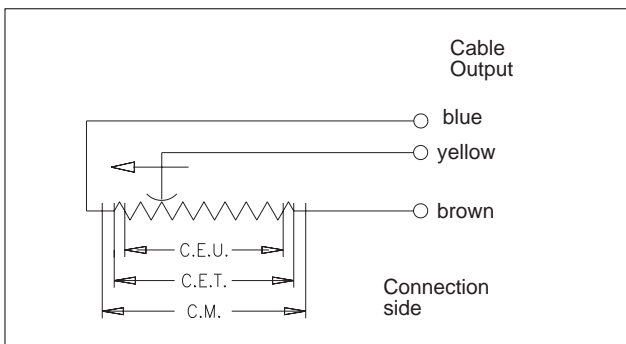 Cable
Output
blue
yellow
brown
C.E.U.
C.E.T.
C.M.
Connection
side